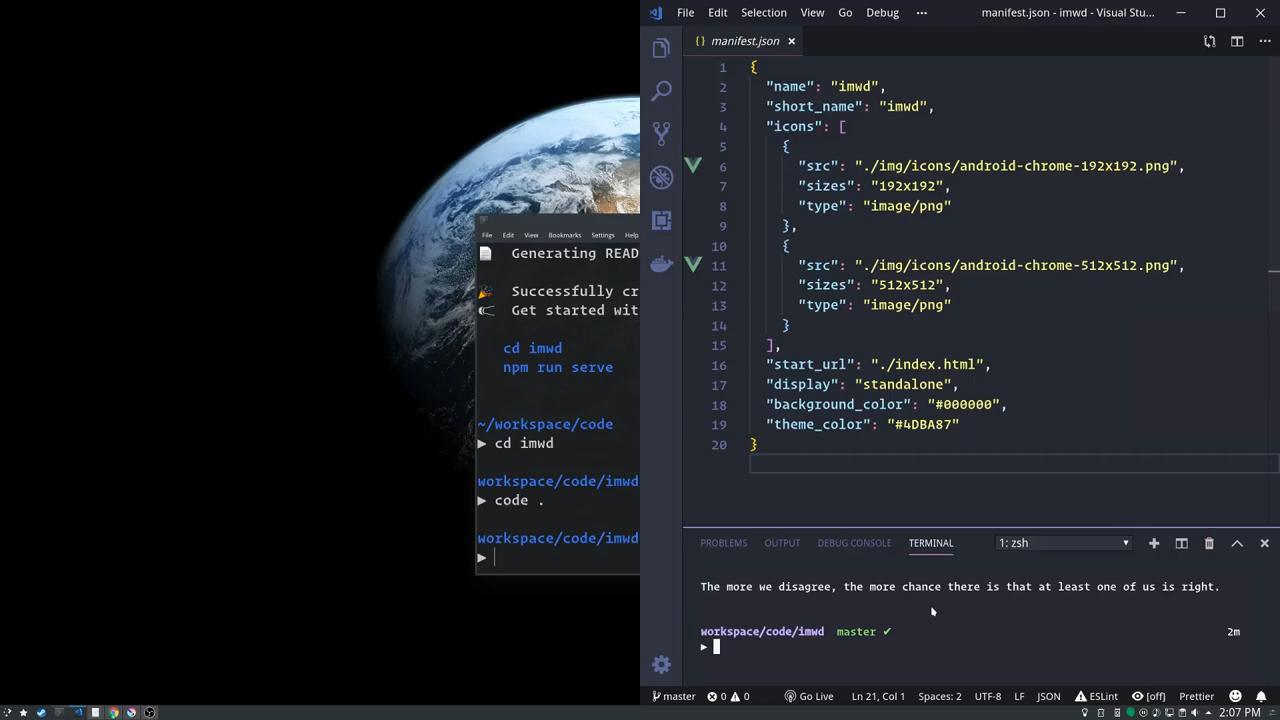 File Edit Selection View Go Debug ··· manifest.json - imwd - Visual Stu...
{} manifest.json
1 {
2 "name": "imwd",
3 "short_name": "imwd",
4 "icons": [
5 {
6 "src": "./img/icons/android-chrome-192x192.png",
7 "sizes": "192x192",
8 "type": "image/png"
9 },
10 {
11 "src": "./img/icons/android-chrome-512x512.png",
12 "sizes": "512x512",
13 "type": "image/png"
14 }
15 ],
16 "start_url": "./index.html",
17 "display": "standalone",
18 "background_color": "#000000",
19 "theme_color": "#4DBA87"
20 }
File Edit View Bookmarks Settings Help
Generating READ
Successfully cr
Get started wit
cd imwd
npm run serve
~/workspace/code
▶ cd imwd
workspace/code/imwd
▶ code .
workspace/code/imwd
▶
PROBLEMS OUTPUT DEBUG CONSOLE TERMINAL 1: zsh
The more we disagree, the more chance there is that at least one of us is right.
workspace/code/imwd master ✔ 2m
▶
master 0 0 Go Live Ln 21, Col 1 Spaces: 2 UTF-8 LF JSON ESLint [off] Prettier
2:07 PM